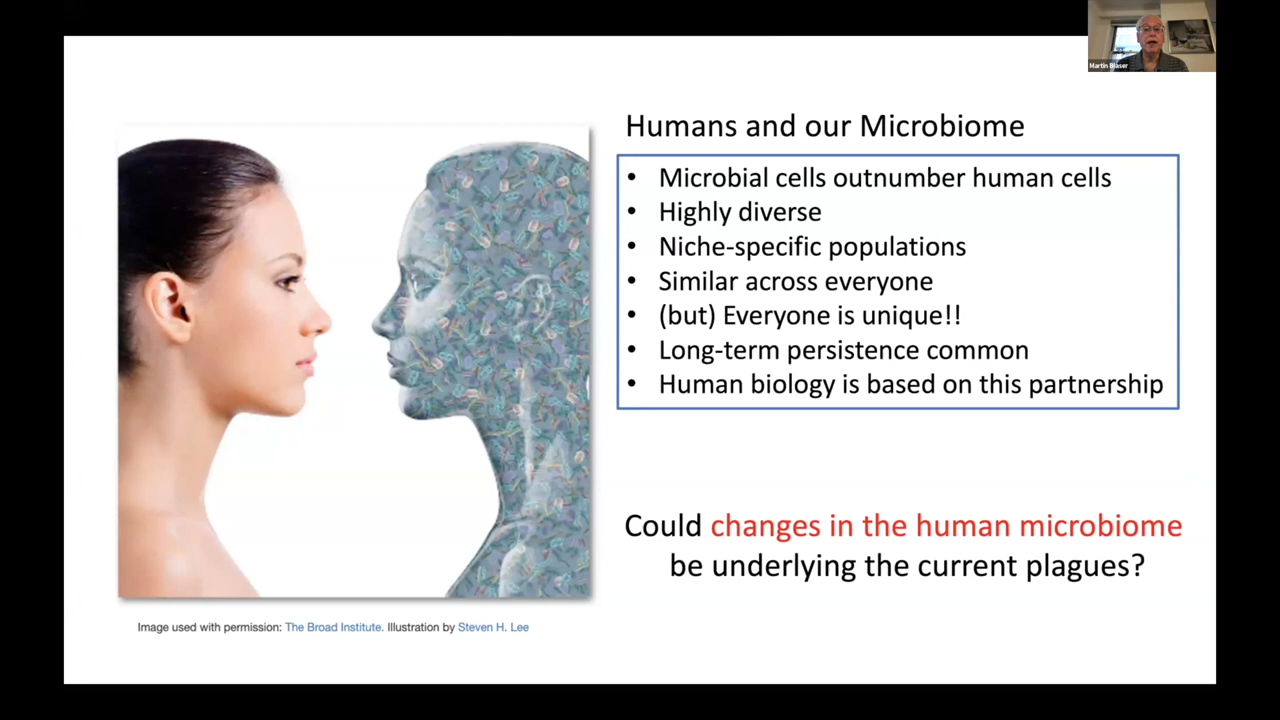 Martin Blaser
Humans and our Microbiome
• Microbial cells outnumber human cells
• Highly diverse
• Niche-specific populations
• Similar across everyone
• (but) Everyone is unique!!
• Long-term persistence common
• Human biology is based on this partnership
Could changes in the human microbiome
be underlying the current plagues?
Image used with permission: The Broad Institute. Illustration by Steven H. Lee